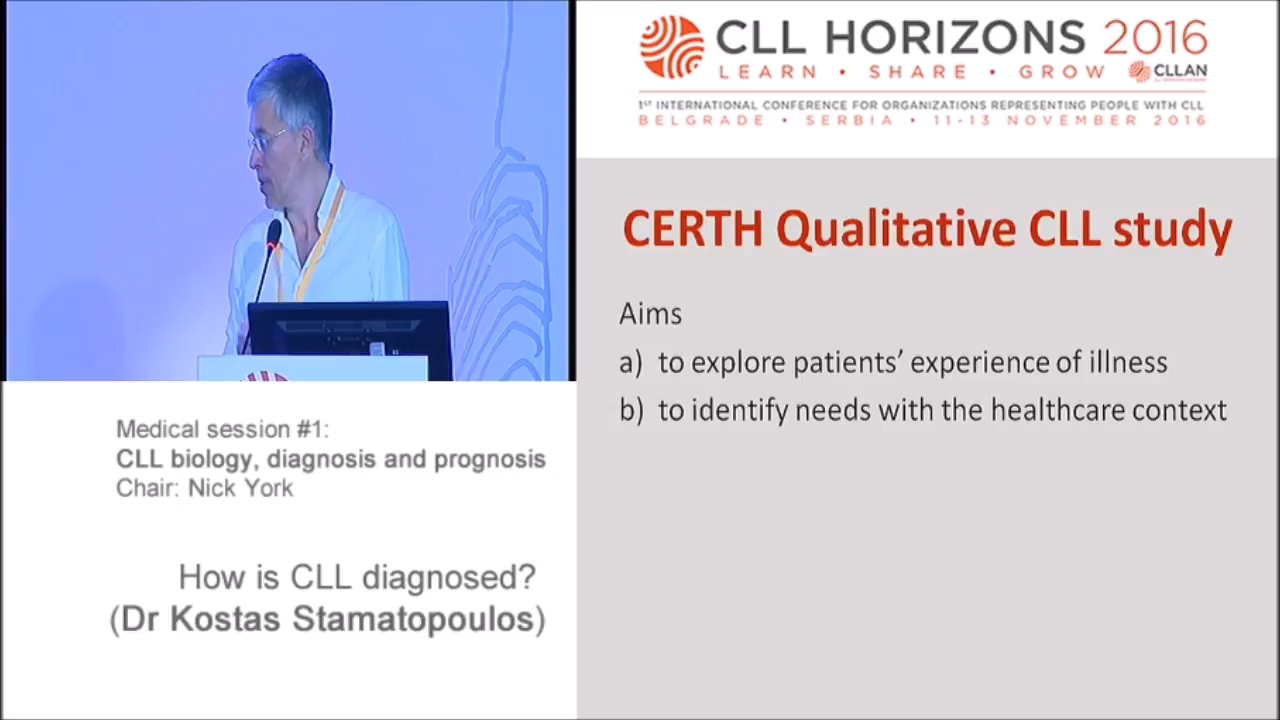 CLL HORIZONS 2016
LEARN • SHARE • GROW
CLLAN
1ST INTERNATIONAL CONFERENCE FOR ORGANIZATIONS REPRESENTING PEOPLE WITH CLL
BELGRADE • SERBIA • 11-13 NOVEMBER 2016
CERTH Qualitative CLL study
Aims
a) to explore patients’ experience of illness
b) to identify needs with the healthcare context
Medical session #1:
CLL biology, diagnosis and prognosis
Chair: Nick York
How is CLL diagnosed?
(Dr Kostas Stamatopoulos)